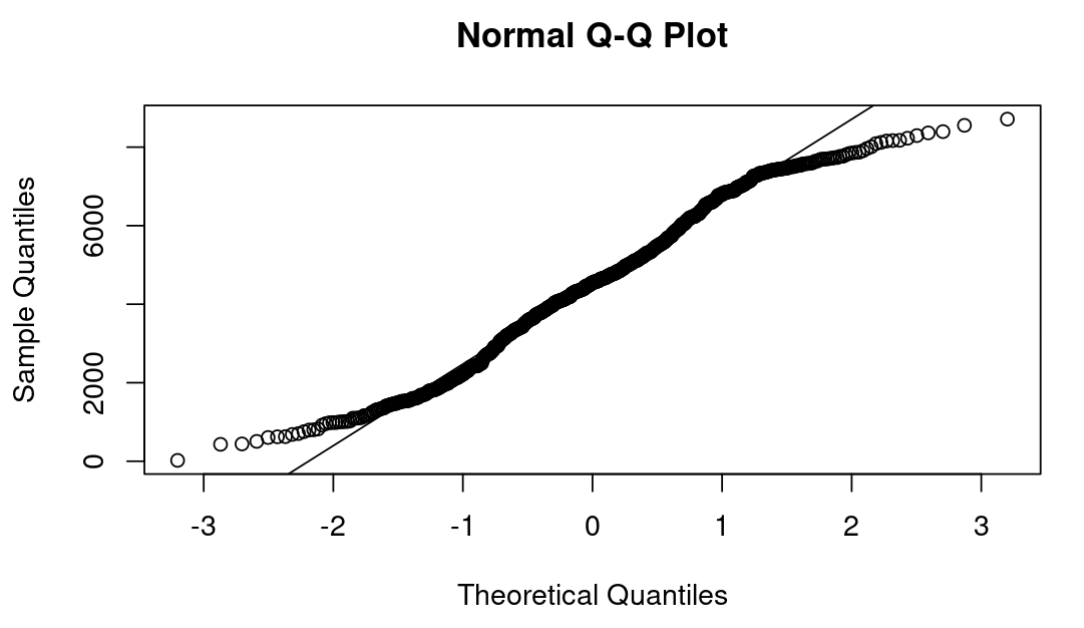 Normal Q-Q Plot
Sample Quantiles
6000
2000
0
-3 -2 -1 0 1 2 3
Theoretical Quantiles